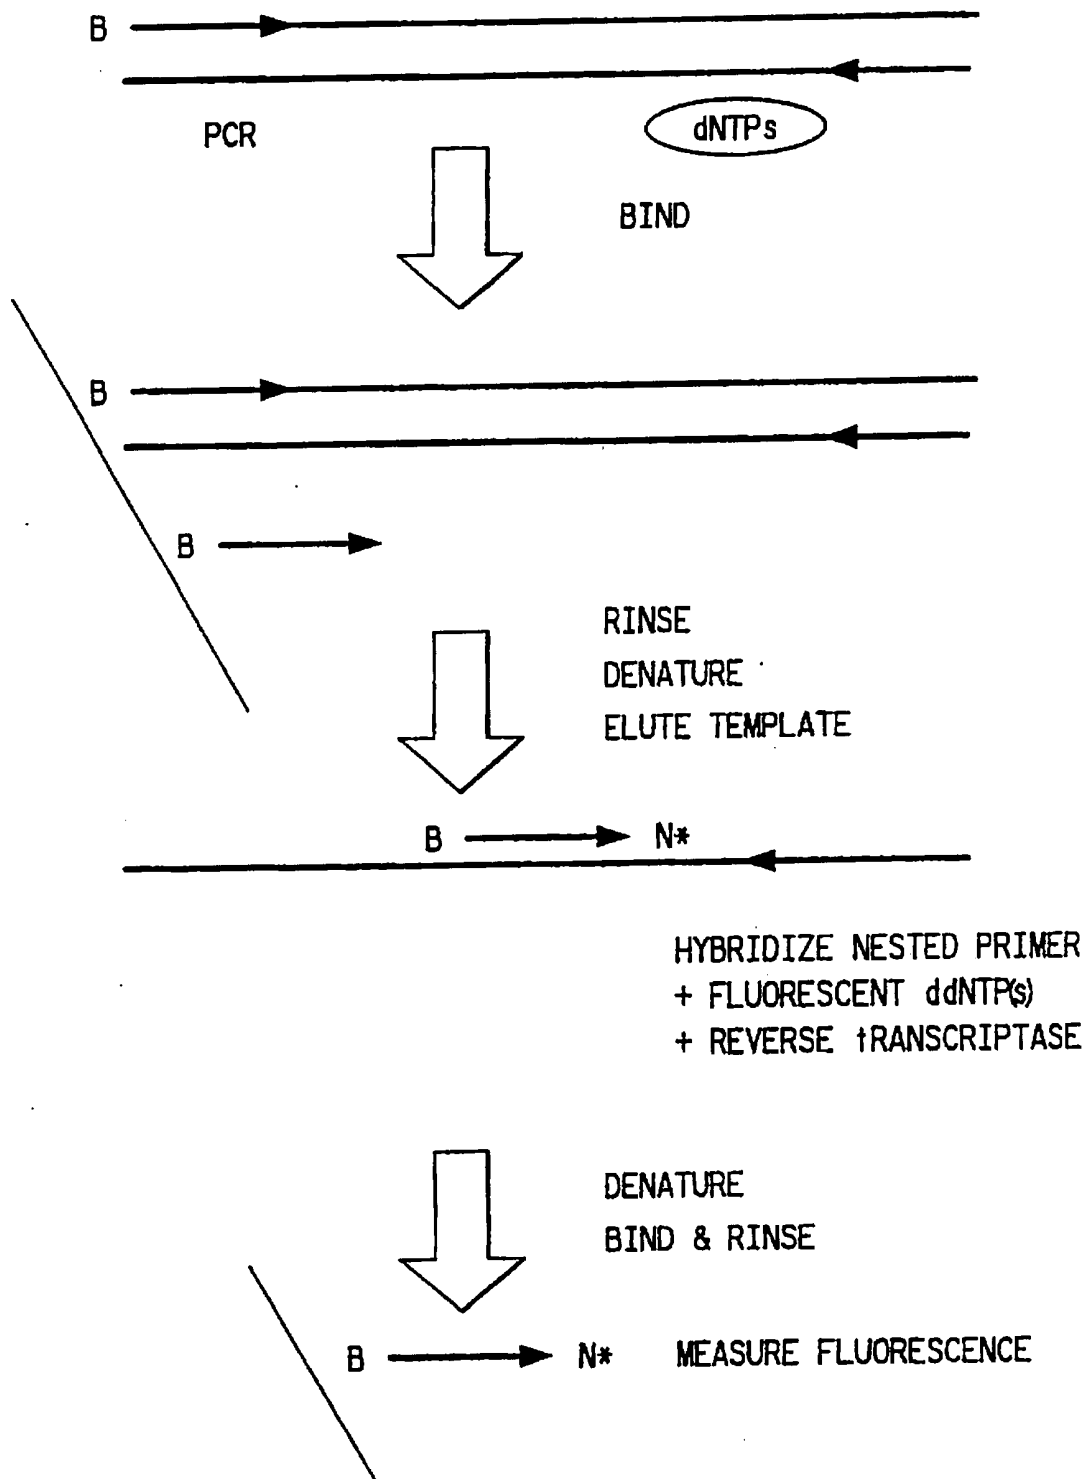 B
PCR
dNTPs
BIND
B
B
RINSE
DENATURE
ELUTE TEMPLATE
B N*
HYBRIDIZE NESTED PRIMER
+ FLUORESCENT ddNTP(s)
+ REVERSE tRANSCRIPTASE
DENATURE
BIND & RINSE
B N* MEASURE FLUORESCENCE